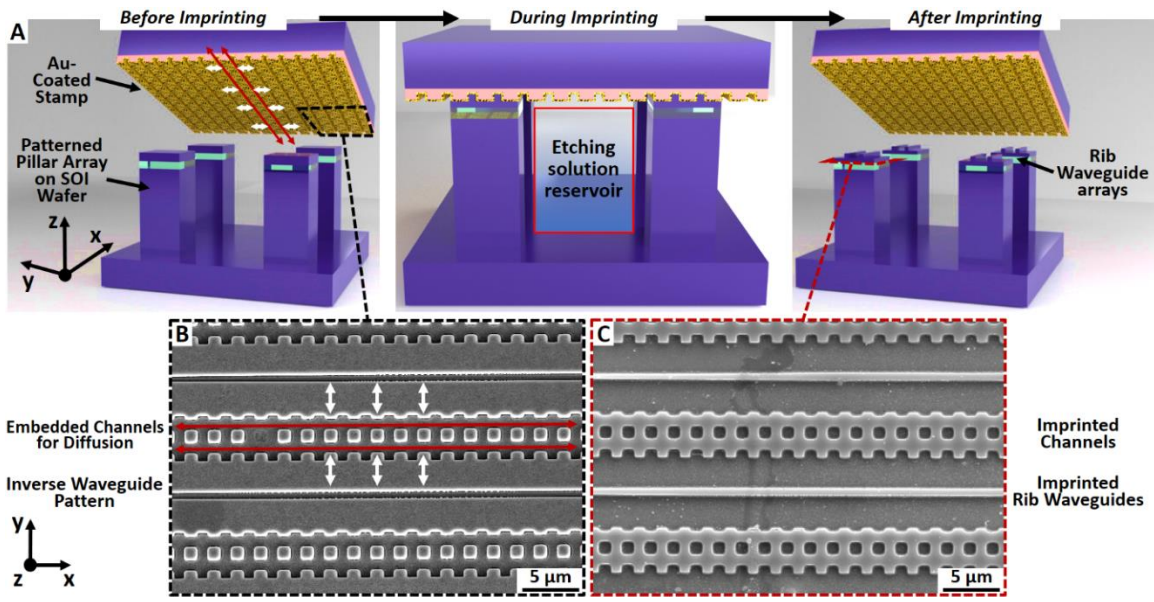 Before Imprinting
During Imprinting
After Imprinting
A
Au-
Coated
Stamp
Patterned
Pillar Array
on SOI
Wafer
z
x
y
Etching
solution
reservoir
Rib
Waveguide
arrays
B
C
Embedded Channels
for Diffusion
Inverse Waveguide
Pattern
Imprinted
Channels
Imprinted
Rib Waveguides
y
z
x
5 μm
5 μm